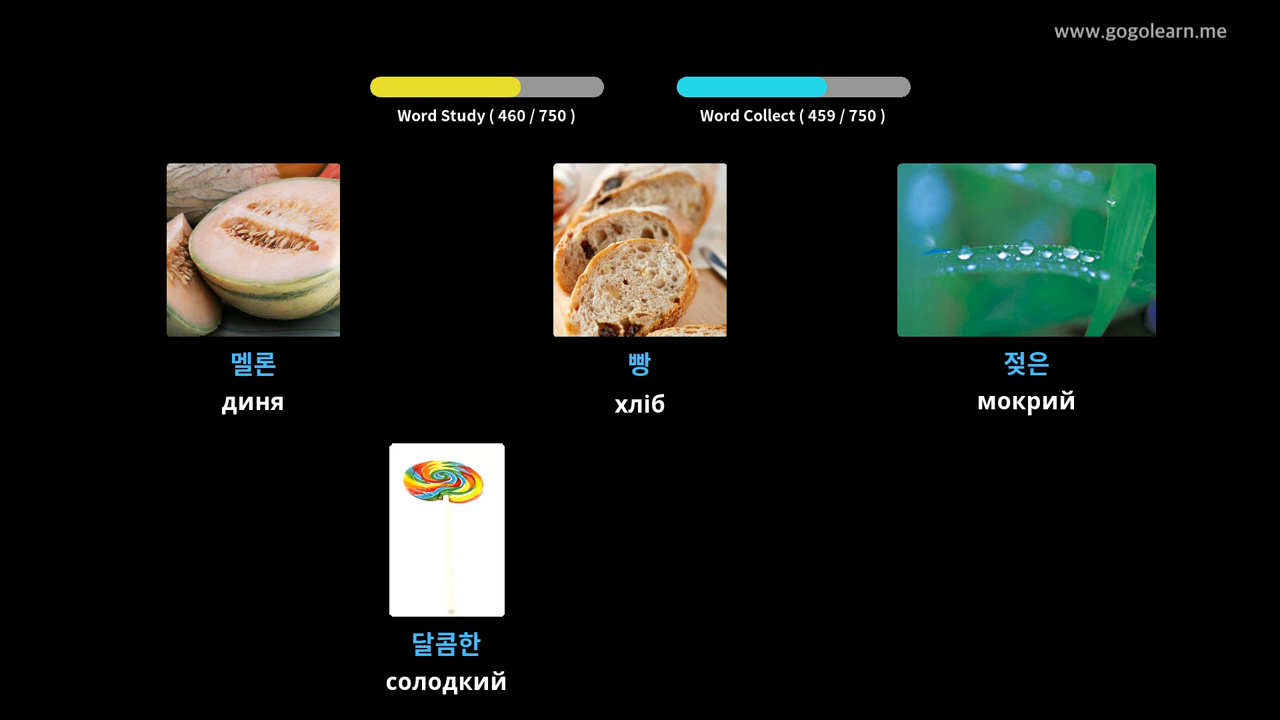 www.gogolearn.me
Word Study ( 460 / 750 )
Word Collect ( 459 / 750 )
멜론
диня
빵
хліб
젖은
мокрий
달콤한
солодкий